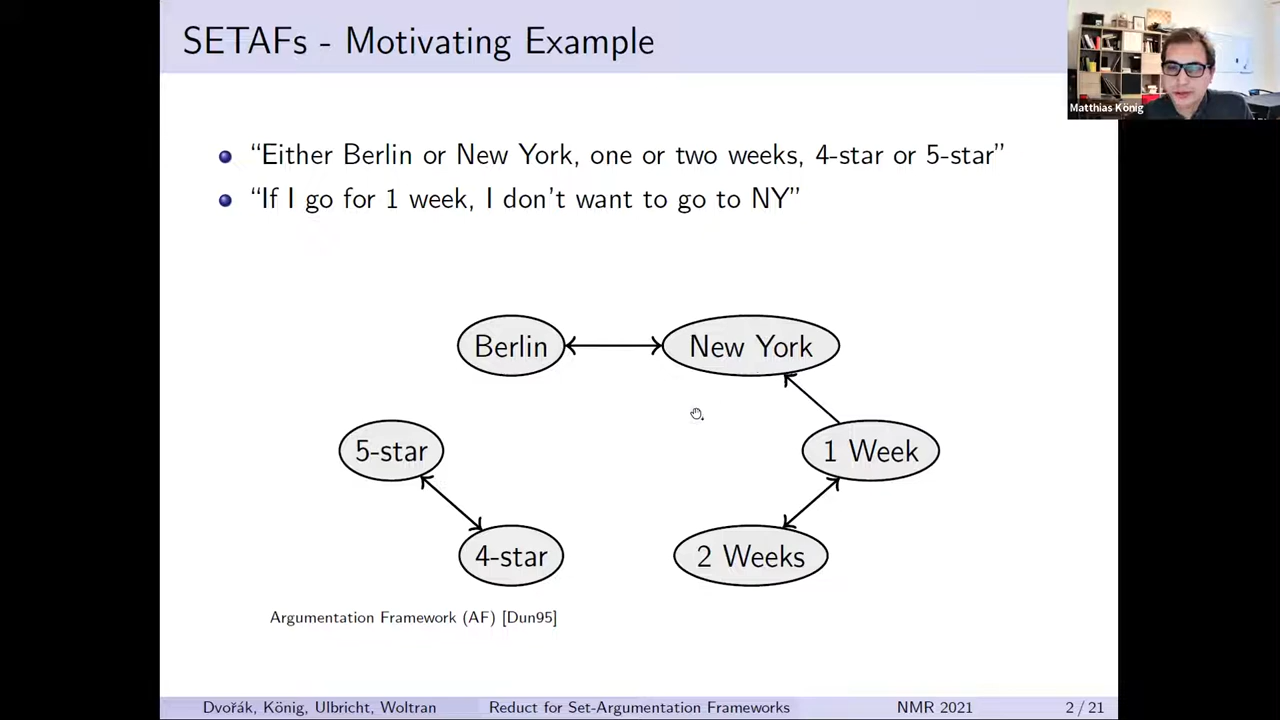 SETAFs - Motivating Example
Matthias König
“Either Berlin or New York, one or two weeks, 4-star or 5-star”
“If I go for 1 week, I don’t want to go to NY”
Berlin
New York
5-star
1 Week
4-star
2 Weeks
Argumentation Framework (AF) [Dun95]
Dvořák, König, Ulbricht, Woltran
Reduct for Set-Argumentation Frameworks
NMR 2021
2 / 21